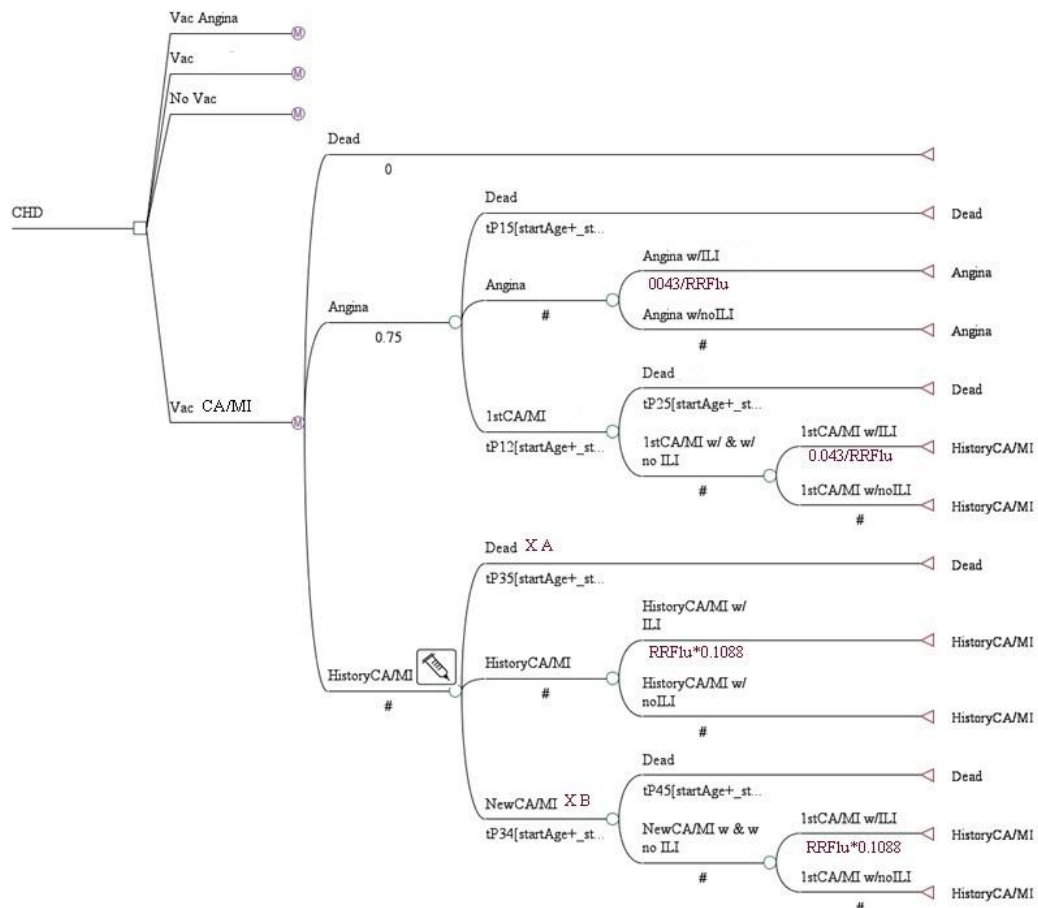 Vac Angina
M
Vac
M
No Vac
M
Dead
0
CHD
Dead
Dead
tP15[startAge+_st...
Angina w/ILI
Angina
0043/RRFlu
Angina
Angina
#
Angina w/noILI
Angina
0.75
#
Dead
Dead
tP25[startAge+_st...
Vac CA/MI
M
1stCA/MI
tP12[startAge+_st...
1stCA/MI w/ & w/
no ILI
#
1stCA/MI w/ILI
HistoryCA/MI
0.043/RRFlu
1stCA/MI w/noILI
HistoryCA/MI
#
Dead X A
Dead
tP35[startAge+_st...
HistoryCA/MI w/
ILI
HistoryCA/MI
RRFlu*0.1088
HistoryCA/MI
#
HistoryCA/MI
#
HistoryCA/MI w/
noILI
HistoryCA/MI
#
Dead
Dead
tP45[startAge+_st...
NewCA/MI X B
tP34[startAge+_st...
NewCA/MI w & w
no ILI
#
1stCA/MI w/ILI
HistoryCA/MI
RRFlu*0.1088
1stCA/MI w/noILI
HistoryCA/MI
#